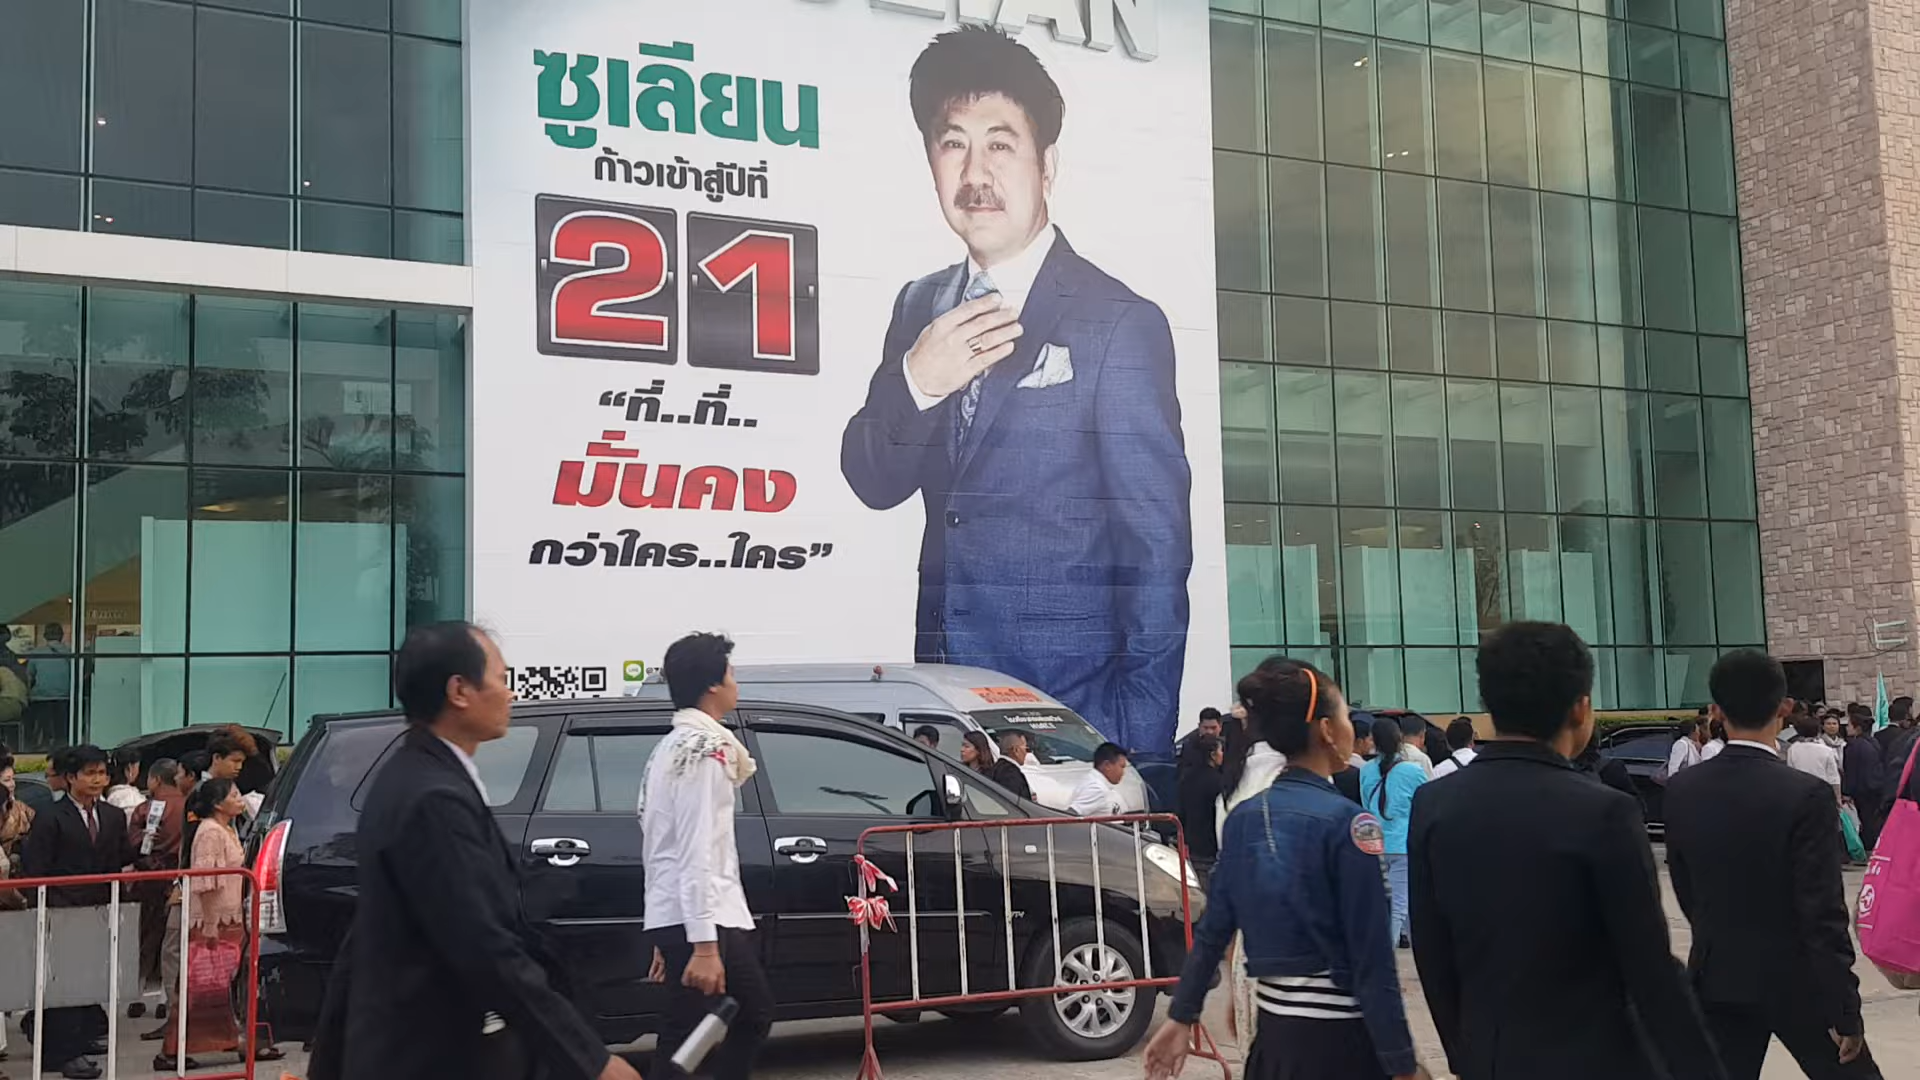 ซูเลียน
ก้าวเข้าสู่ปีที่
21
“ที่..ที่..
มั่นคง
กว่าใคร..ใคร”
LINE